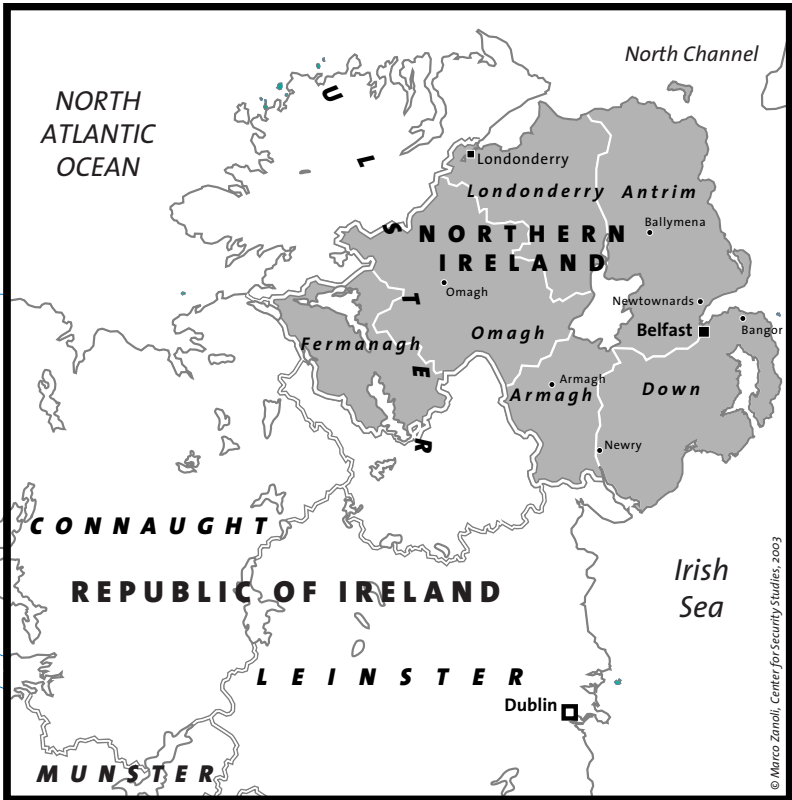 North Channel
NORTH
ATLANTIC
OCEAN
ULSTER
Londonderry
Londonderry
Antrim
Ballymena
NORTHERN
IRELAND
Omagh
Newtownards
Belfast
Bangor
Omagh
Fermanagh
Armagh
Armagh
Down
Newry
CONNAUGHT
REPUBLIC OF IRELAND
Irish
Sea
LEINSTER
Dublin
MUNSTER
© Marco Zanoli, Center for Security Studies, 2003